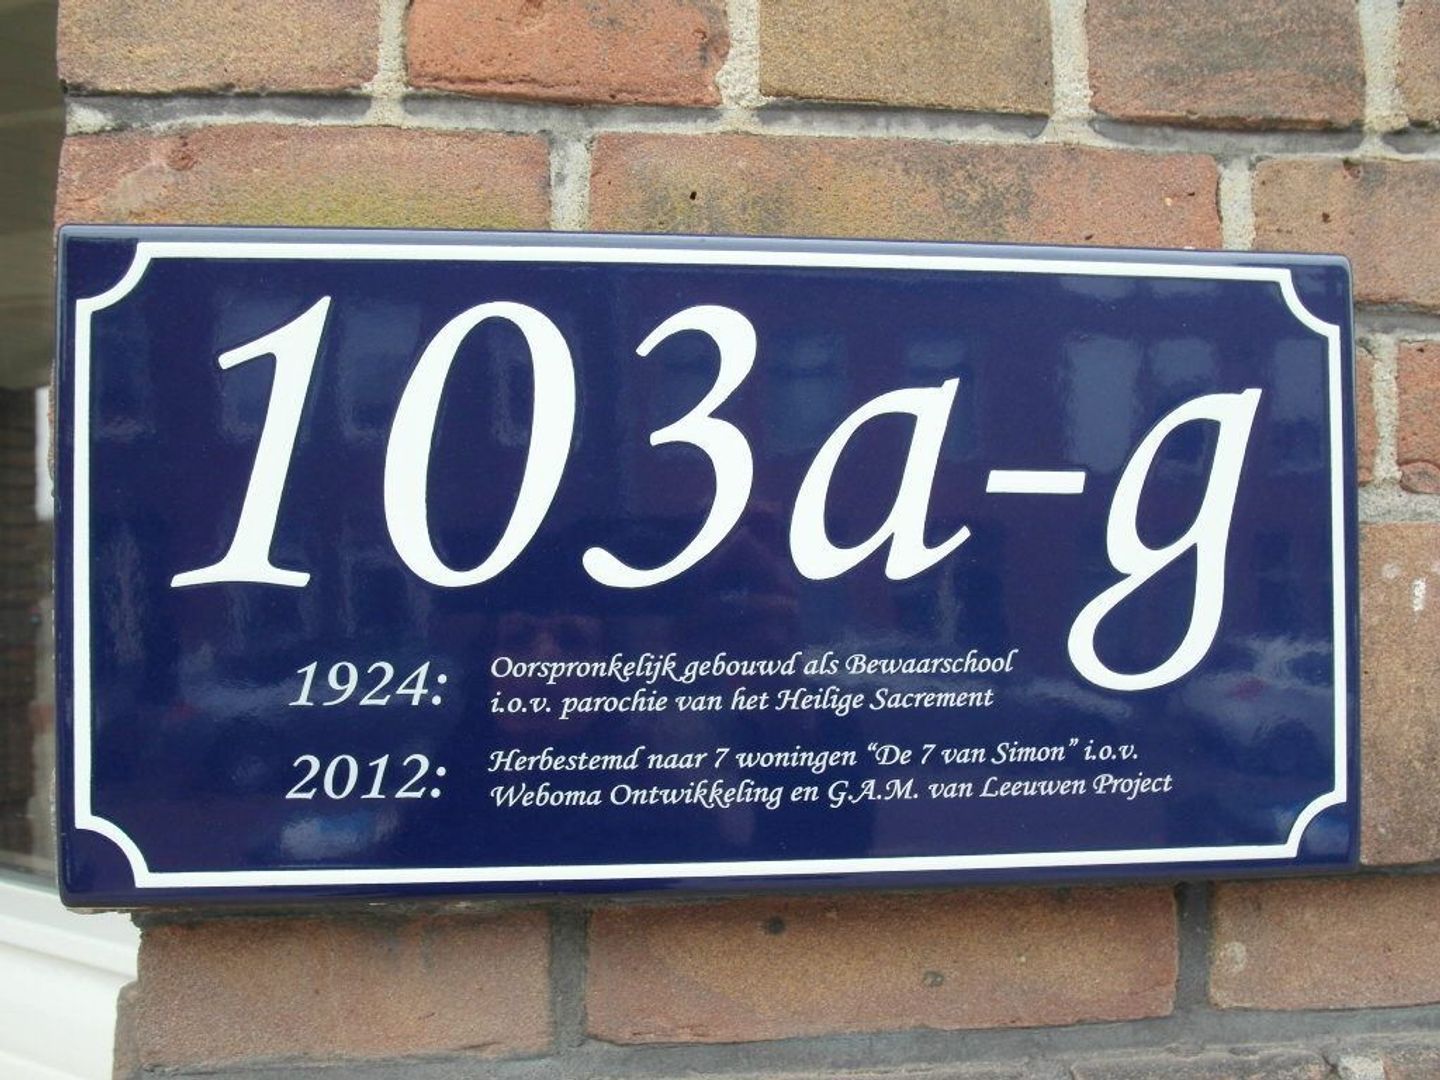 103a-g
1924: Oorspronkelijk gebouwd als Bewaarschool
i.o.v. parochie van het Heilige Sacrement
2012: Herbestemd naar 7 woningen “De 7 van Simon” i.o.v.
Weboma Ontwikkeling en G.A.M. van Leeuwen Project